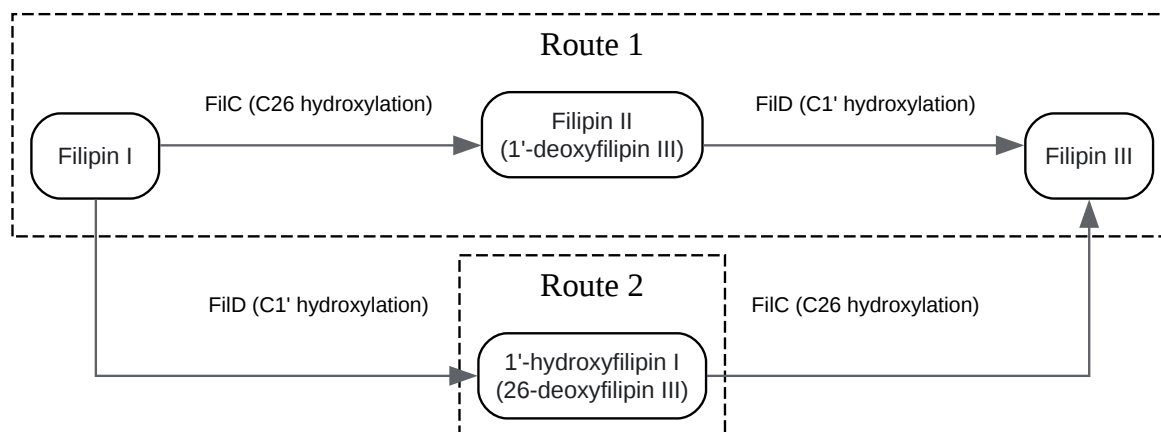 Route 1
FilC (C26 hydroxylation)
FilD (C1' hydroxylation)
Filipin I
Filipin II
(1'-deoxyfilipin III)
Filipin III
Route 2
FilD (C1' hydroxylation)
FilC (C26 hydroxylation)
1'-hydroxyfilipin I
(26-deoxyfilipin III)